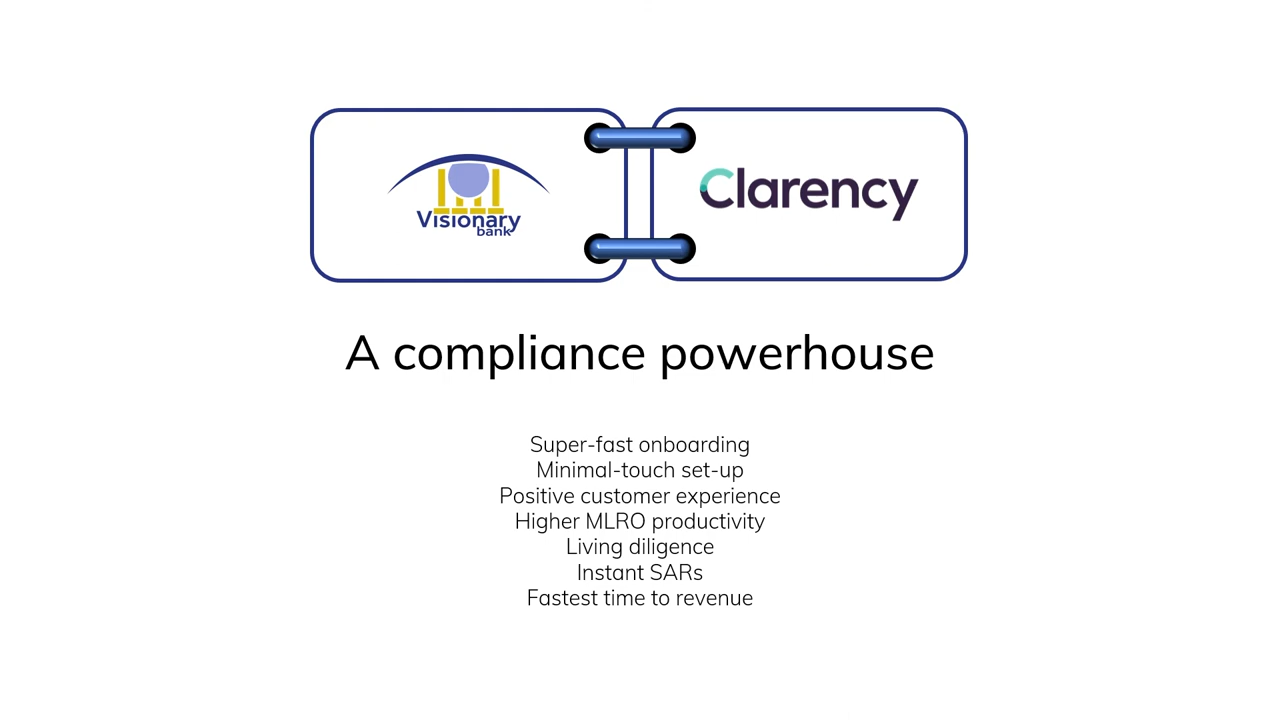 Visionary
bank
Clarency
A compliance powerhouse
Super-fast onboarding
Minimal-touch set-up
Positive customer experience
Higher MLRO productivity
Living diligence
Instant SARs
Fastest time to revenue